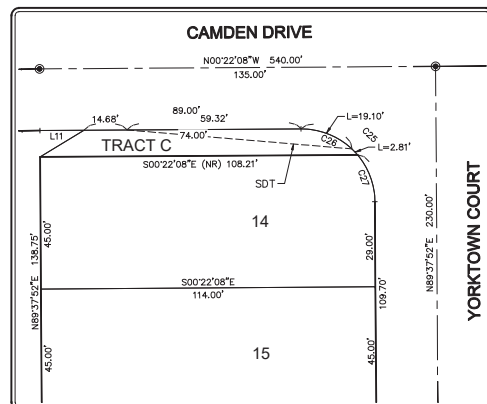 CAMDEN DRIVE
N00°22'08"W 540.00'
135.00'
89.00'
14.68'
59.32'
L=19.10'
C25
L11
74.00'
C26
L=2.81'
TRACT C
S00°22'08"E (NR) 108.21'
SDT
C27
14
N89°37'52"E 138.75'
45.00'
29.00'
N89°37'52"E 230.00'
YORKTOWN COURT
S00°22'08"E
114.00'
109.70'
15
45.00'
45.00'